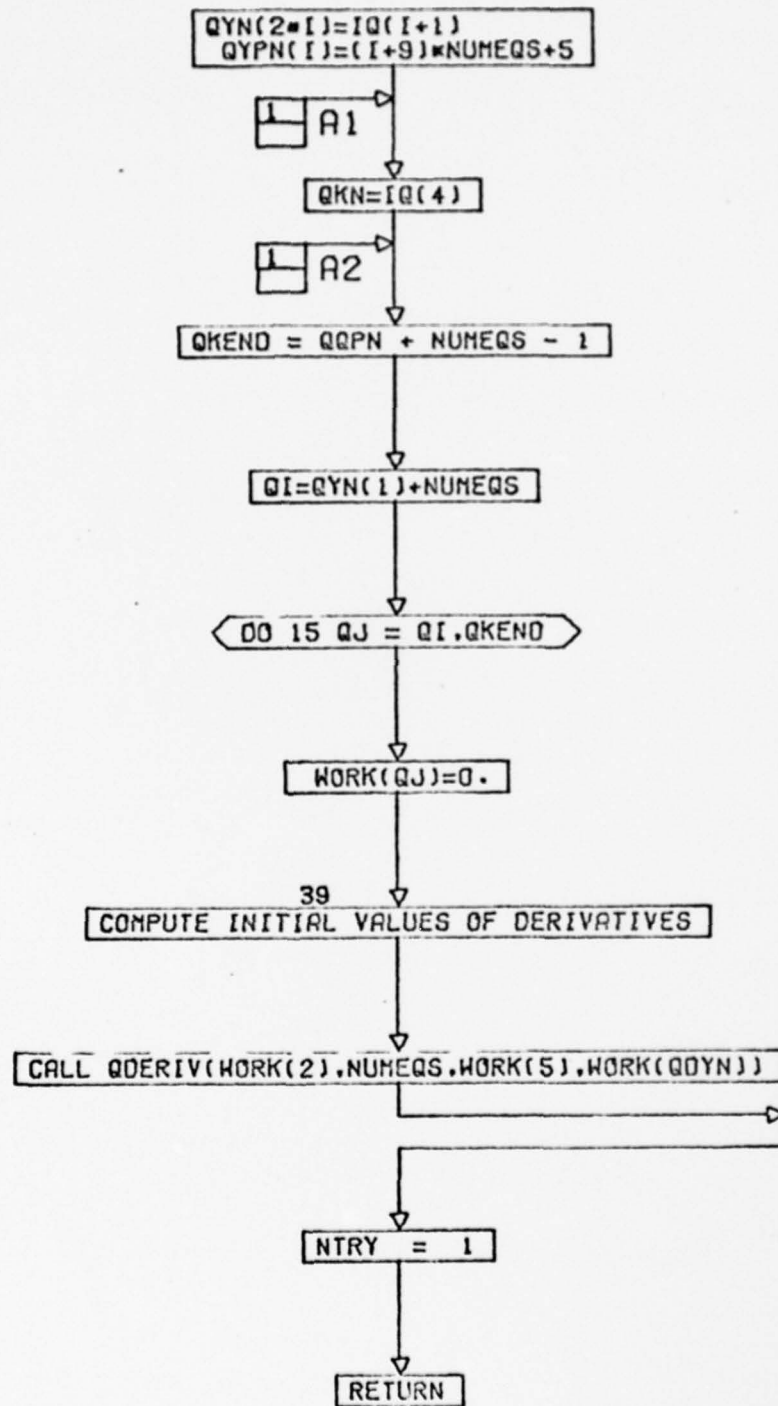 QYN(2*I)=IQ(I+1)
QYPN(I)=(I+9)*NUMEQS+5
1 A1
QKN=IQ(4)
1 A2
QKEND = QQPN + NUMEQS - 1
QI=QYN(1)+NUMEQS
DO 15 QJ = QI,QKEND
WORK(QJ)=0.
39
COMPUTE INITIAL VALUES OF DERIVATIVES
CALL QDERIV(WORK(2),NUMEQS,WORK(5),WORK(QDYN))
NTRY = 1
RETURN